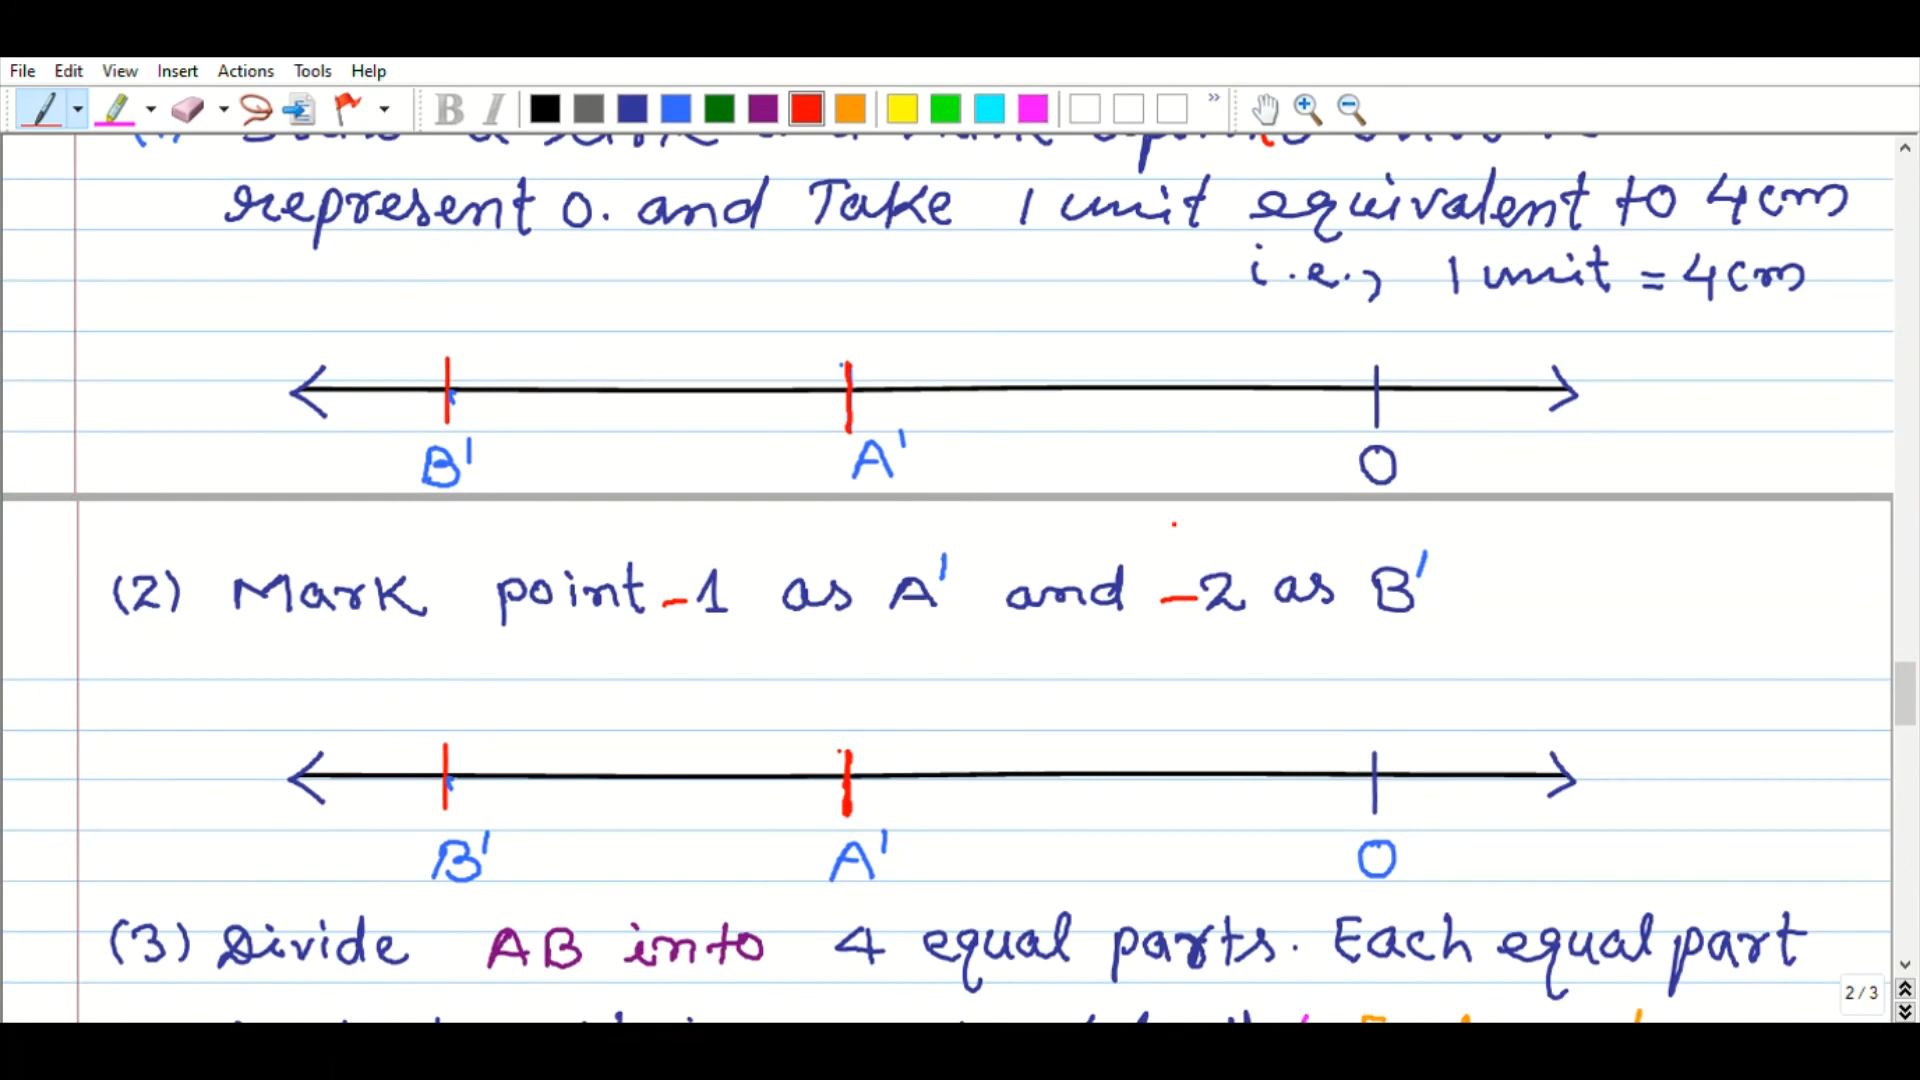 File Edit View Insert Actions Tools Help
B I
represent 0. and Take 1 unit equivalent to 4cm
i.e., 1 unit = 4cm
B' A' O
(2) Mark point -1 as A' and -2 as B'
B' A' O
(3) Divide AB into 4 equal parts. Each equal part
2/3